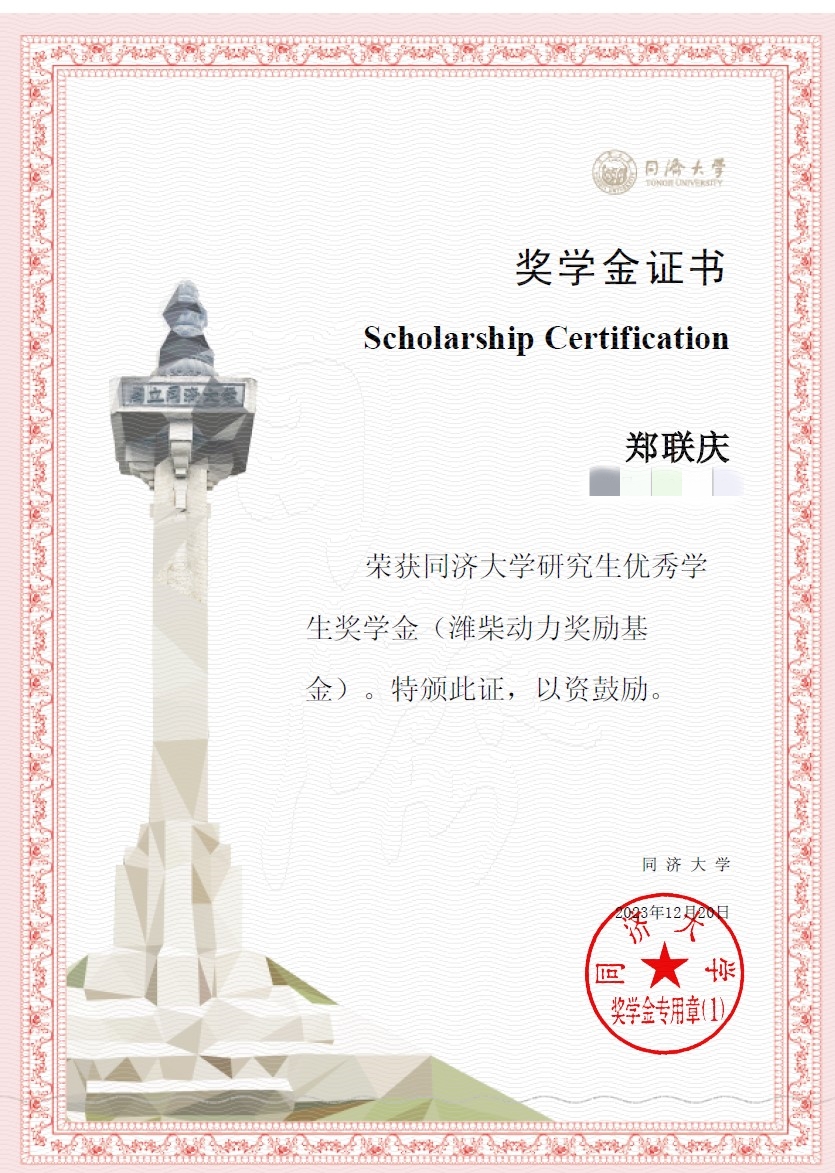 同濟大學
TONGJI UNIVERSITY
奖学金证书
Scholarship Certification
國立同济大学
郑联庆
荣获同济大学研究生优秀学
生奖学金（潍柴动力奖励基
金）。特颁此证，以资鼓励。
同济大学
2023年12月20日
同济大学
奖学金专用章(1)